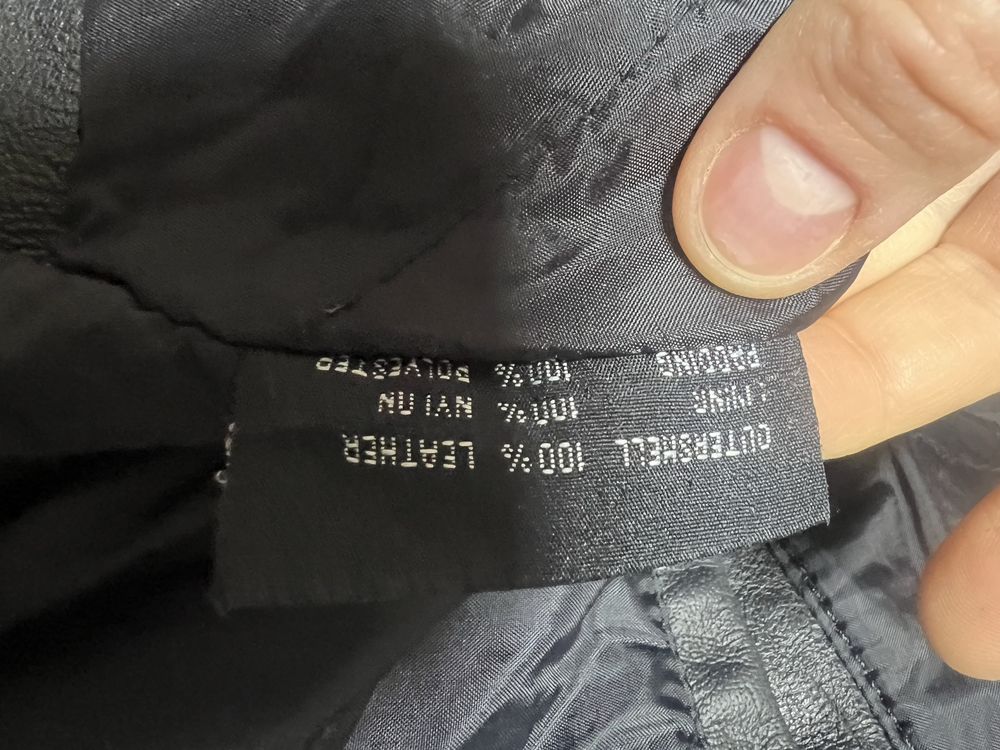 OUTERSHELL 100% LEATHER
LINING 100% NYLON
PADDING 100% POLYESTER